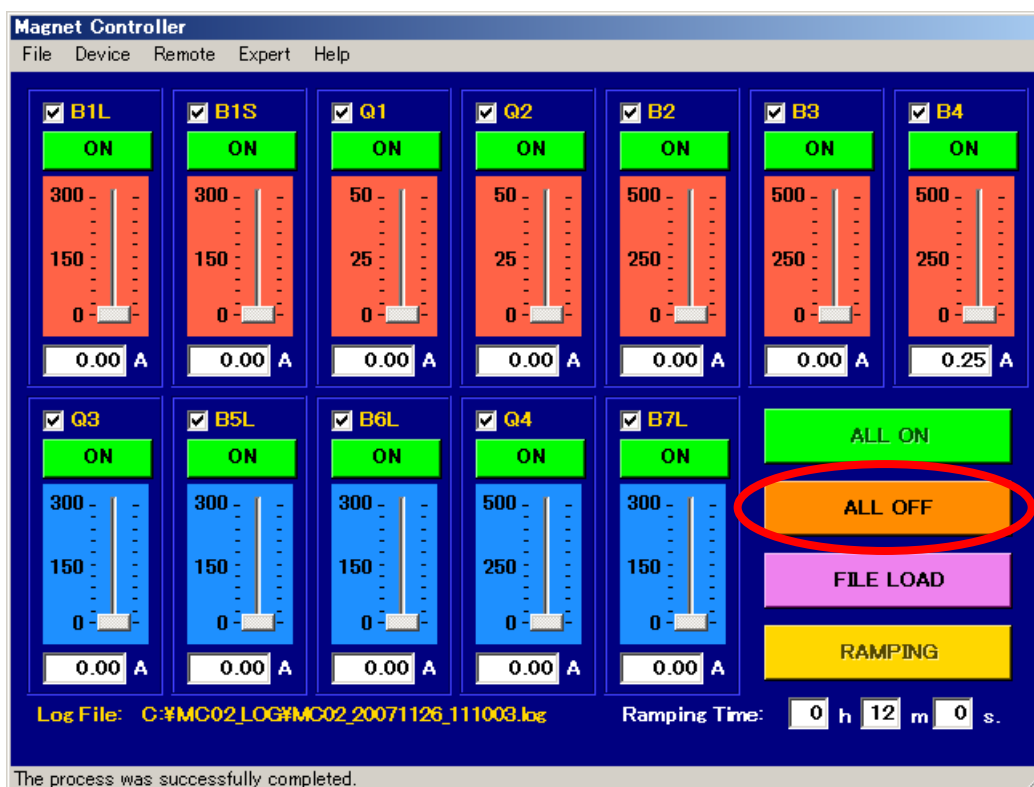 Magnet Controller
File Device Remote Expert Help
B1L B1S Q1 Q2 B2 B3 B4
ON ON ON ON ON ON ON
300 300 50 50 500 500 500
150 150 25 25 250 250 250
0 0 0 0 0 0 0
0.00 A 0.00 A 0.00 A 0.00 A 0.00 A 0.00 A 0.25 A
Q3 B5L B6L Q4 B7L
ALL ON
ON ON ON ON ON
300 300 300 500 300
ALL OFF
150 150 150 250 150
FILE LOAD
0 0 0 0 0
RAMPING
0.00 A 0.00 A 0.00 A 0.00 A 0.00 A
Log File: C:¥MC02_LOG¥MC02_20071126_111003.log Ramping Time: 0 h 12 m 0 s.
The process was successfully completed.